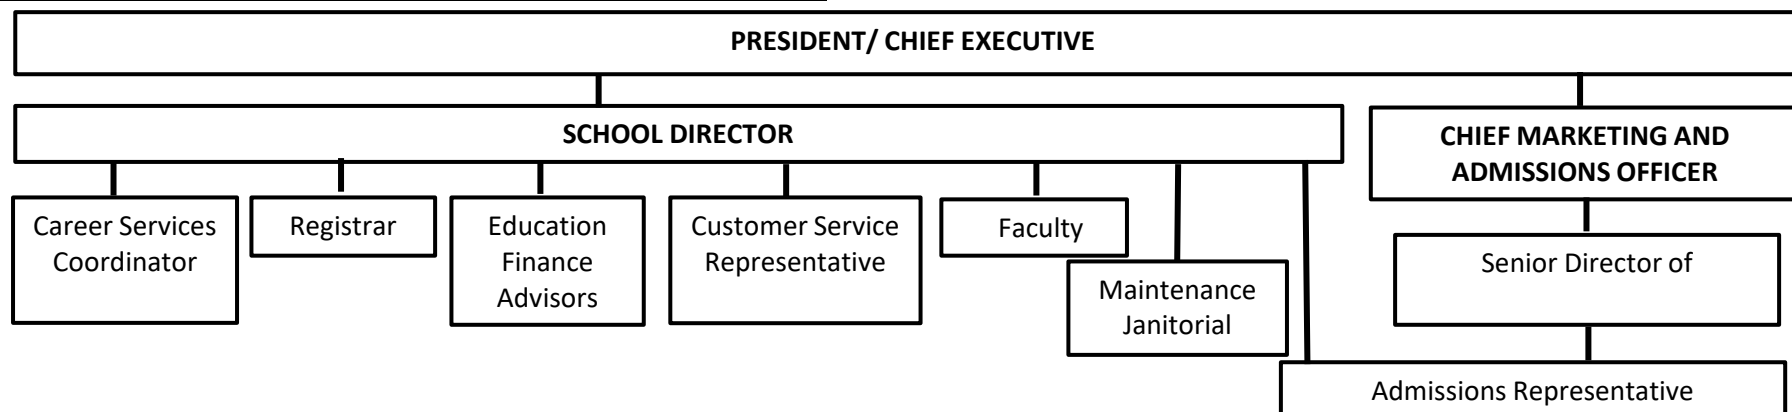 PRESIDENT/ CHIEF EXECUTIVE
SCHOOL DIRECTOR
CHIEF MARKETING AND
ADMISSIONS OFFICER
Career Services
Coordinator
Registrar
Education
Finance
Advisors
Customer Service
Representative
Faculty
Maintenance
Janitorial
Senior Director of
Admissions Representative